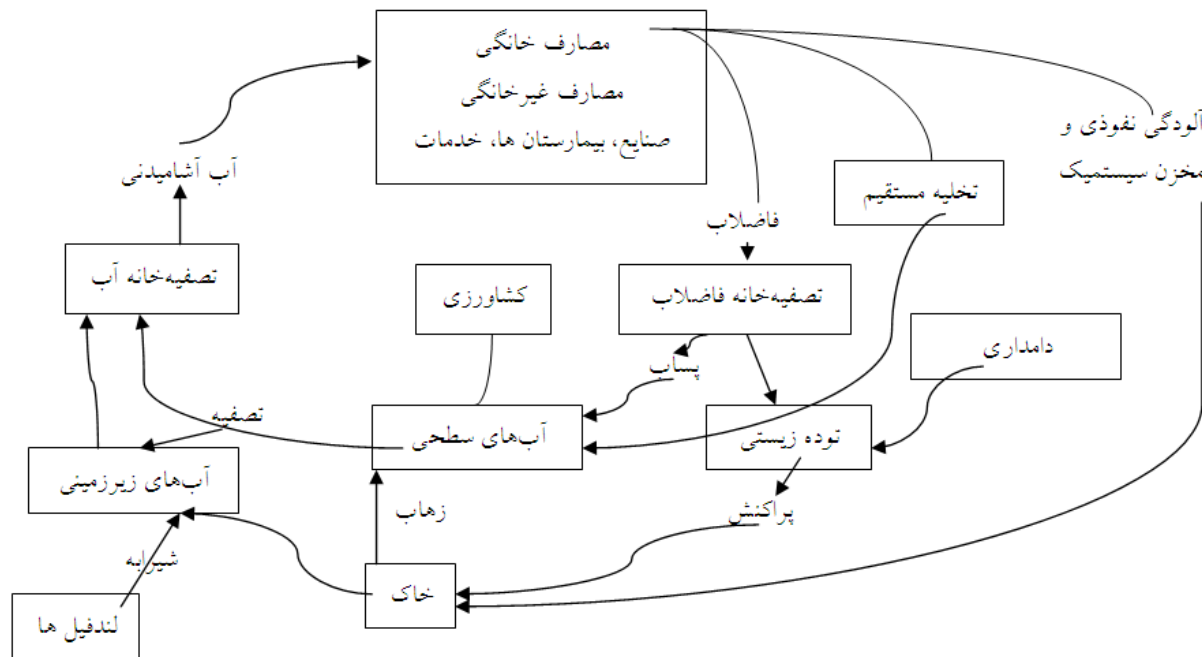 مصارف خانگی
مصارف غیرخانگی
صنایع، بیمارستان ها، خدمات
آلودگی نفوذی و
مخزن سیستمیک
آب آشامیدنی
تخلیه مستقیم
فاضلاب
تصفیه‌خانه آب
کشاورزی
تصفیه‌خانه فاضلاب
دامداری
پساب
تصفیه
آب‌های سطحی
توده زیستی
آب‌های زیرزمینی
زهاب
پراکنش
شیرابه
خاک
لندفیل ها